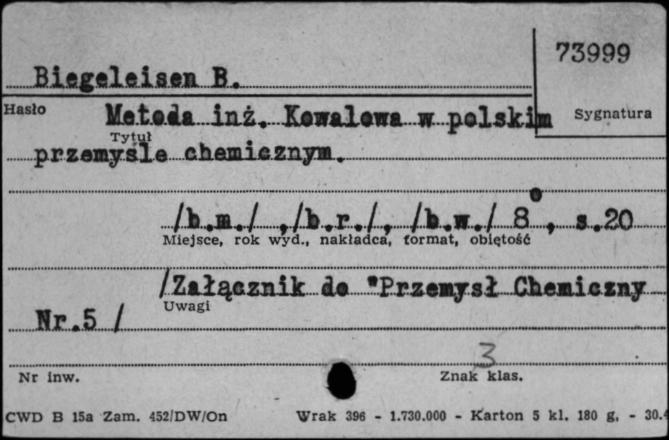 73999
Biegeleisen B.
Hasło
Metoda inż. Kowalowa w polskim
Sygnatura
Tytuł
przemyśle chemicznym.
/b.m./ ,/b.r./, /b.w./ 8°, s.20
Miejsce, rok wyd., nakładca, format, objętość
/Załącznik do "Przemysł Chemiczny
Uwagi
Nr.5 /
3
Nr inw.
Znak klas.
CWD B 15a Zam. 452/DW/On Wrak 396 - 1.730.000 - Karton 5 kl. 180 g. - 30.4